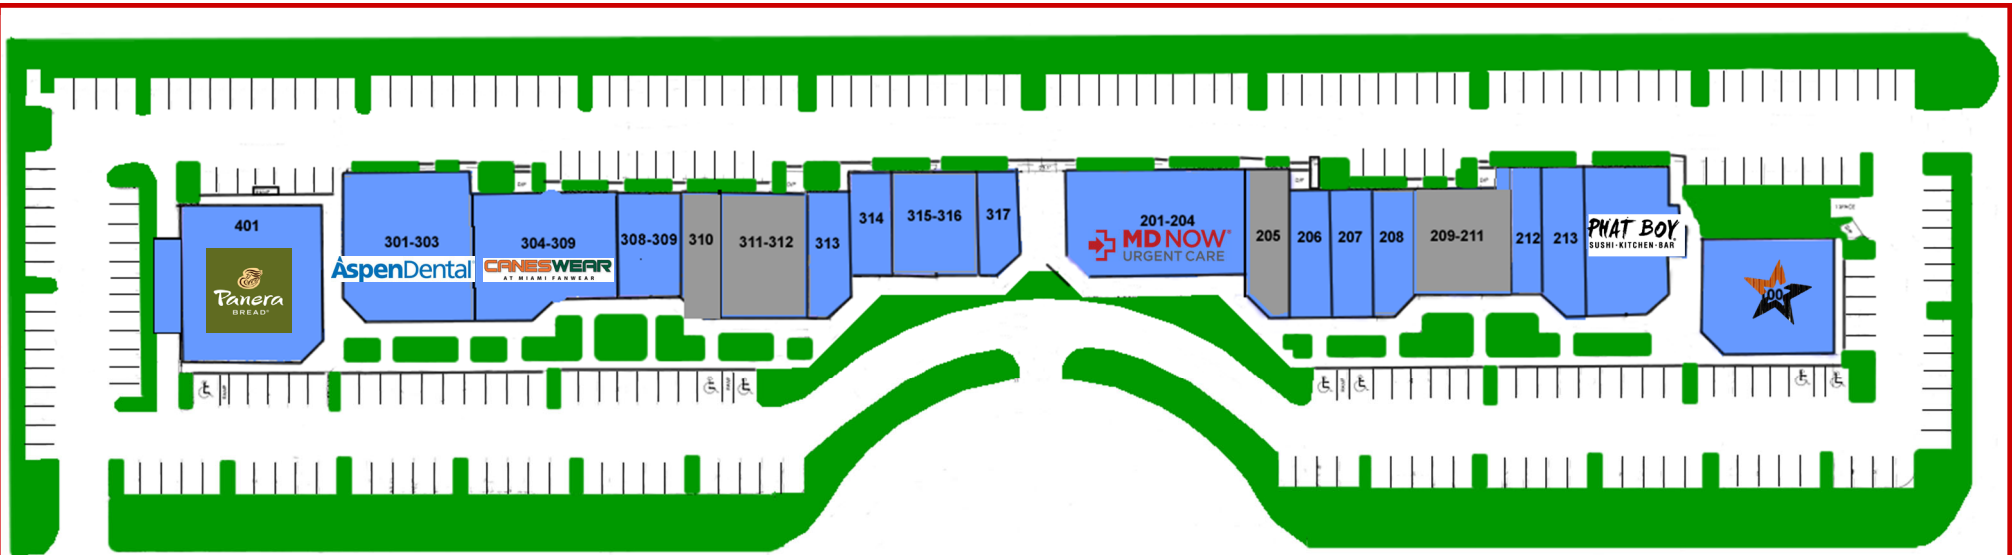 401
Panera
BREAD®
301-303
AspenDental
304-309
CANESWEAR
AT MIAMI FANWEAR
308-309
310
311-312
313
314
315-316
317
201-204
MD NOW®
URGENT CARE
205
206
207
208
209-211
212
213
PHAT BOY
SUSHI•KITCHEN•BAR
00